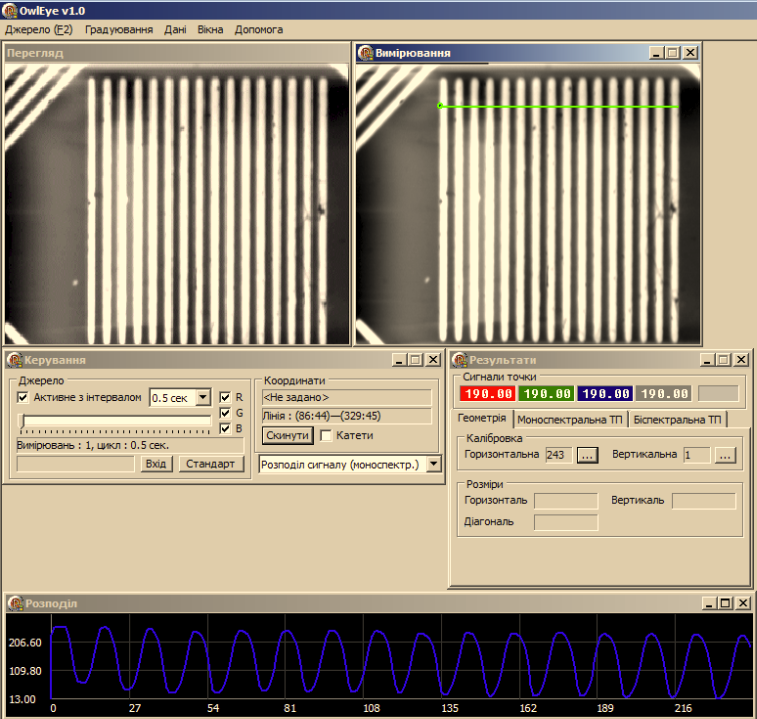 OwlEye v1.0
Джерело (F2) Градуювання Дані Вікна Допомога
Перегляд
Вимірювання
Керування
Джерело
Активне з інтервалом 0.5 сек
R
G
B
Вимірювань : 1, цикл : 0.5 сек.
Вхід Стандарт
Координати
<Не задано>
Лінія : (86:44)—(329:45)
Скинути Катети
Розподіл сигналу (моноспектр.)
Результати
Сигнали точки
190.00 190.00 190.00 190.00
Геометрія Моноспектральна ТП Біспектральна ТП
Калібровка
Горизонтальна 243 ... Вертикальна 1 ...
Розміри
Горизонталь Вертикаль
Діагональ
Розподіл
206.60
109.80
13.00
0 27 54 81 108 135 162 189 216